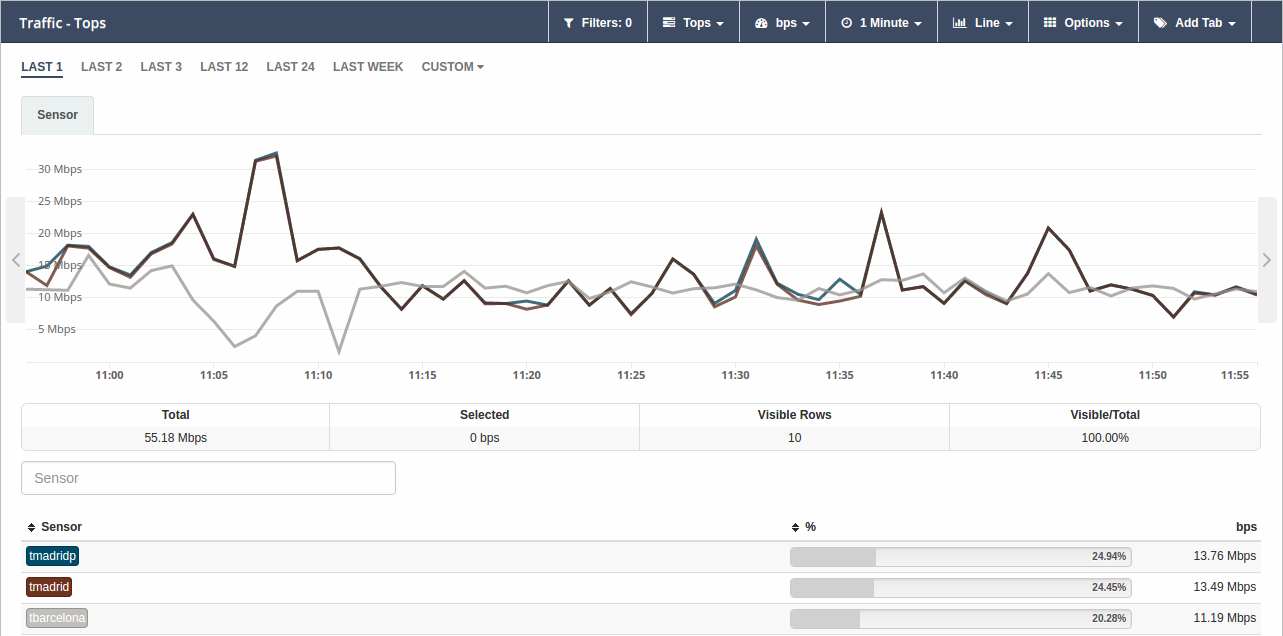 Traffic - Tops Filters: 0 Tops bps 1 Minute Line Options Add Tab
LAST 1 LAST 2 LAST 3 LAST 12 LAST 24 LAST WEEK CUSTOM
Sensor
30 Mbps
25 Mbps
20 Mbps
15 Mbps
10 Mbps
5 Mbps
11:00 11:05 11:10 11:15 11:20 11:25 11:30 11:35 11:40 11:45 11:50 11:55
Total Selected Visible Rows Visible/Total
55.18 Mbps 0 bps 10 100.00%
Sensor
Sensor % bps
tmadridp 24.94% 13.76 Mbps
tmadrid 24.45% 13.49 Mbps
tbarcelona 20.28% 11.19 Mbps